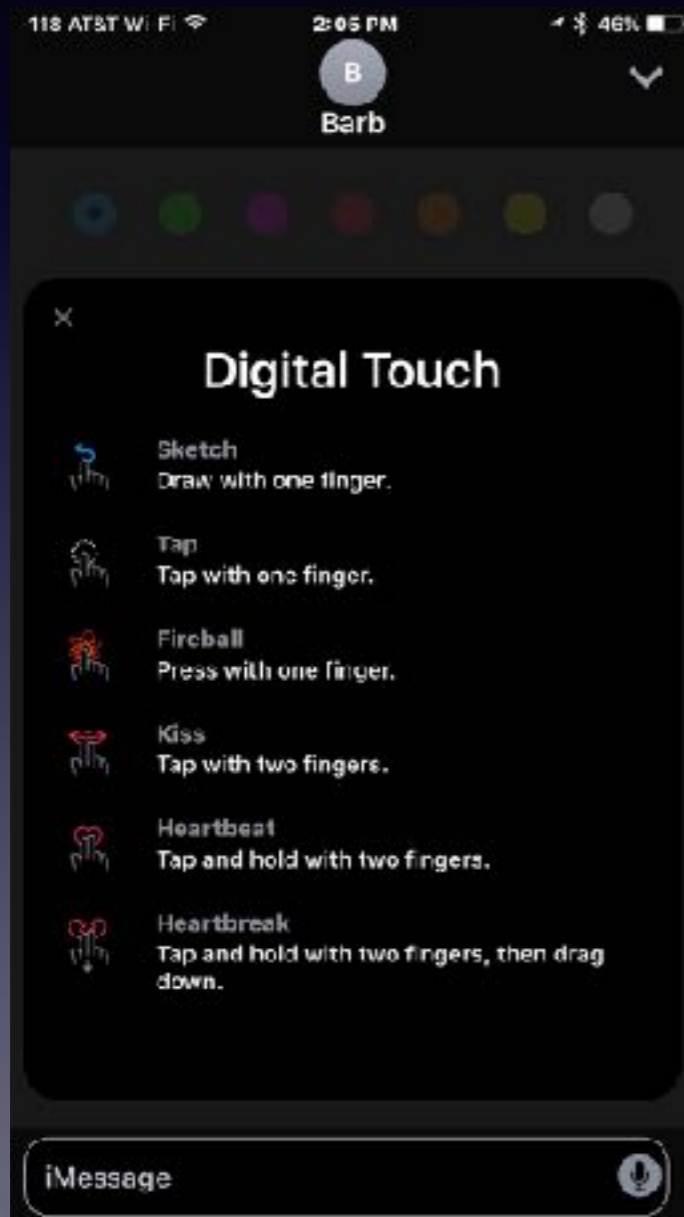 118 AT&T Wi Fi 2:05 PM 46%
B
Barb
Digital Touch
Sketch
Draw with one finger.
Tap
Tap with one finger.
Fireball
Press with one finger.
Kiss
Tap with two fingers.
Heartbeat
Tap and hold with two fingers.
Heartbreak
Tap and hold with two fingers, then drag
down.
iMessage